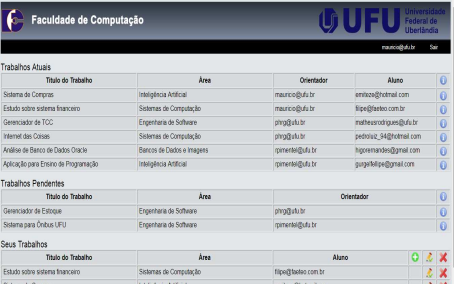 Faculdade de Computação
UFU Universidade Federal de Uberlândia
mauricio@ufu.br Sair
Trabalhos Atuais
Título do Trabalho Área Orientador Aluno
Sistema de Compras Inteligência Artificial mauricio@ufu.br emiteze@hotmail.com
Estudo sobre sistema financeiro Sistemas de Computação mauricio@ufu.br filipe@faeteo.com.br
Gerenciador de TCC Engenharia de Software phrg@ufu.br matheusrodrigues@ufu.br
Internet das Coisas Sistemas de Computação phrg@ufu.br pedroluiz_94@hotmail.com
Análise de Banco de Dados Oracle Bancos de Dados e Imagens rpimentel@ufu.br higorernandes@gmail.com
Aplicação para Ensino de Programação Inteligência Artificial rpimentel@ufu.br gurgelfellipe@gmail.com
Trabalhos Pendentes
Título do Trabalho Área Orientador
Gerenciador de Estoque Engenharia de Software phrg@ufu.br
Sistema para Ônibus UFU Engenharia de Software rpimentel@ufu.br
Seus Trabalhos
Título do Trabalho Área Aluno
Estudo sobre sistema financeiro Sistemas de Computação filipe@faeteo.com.br